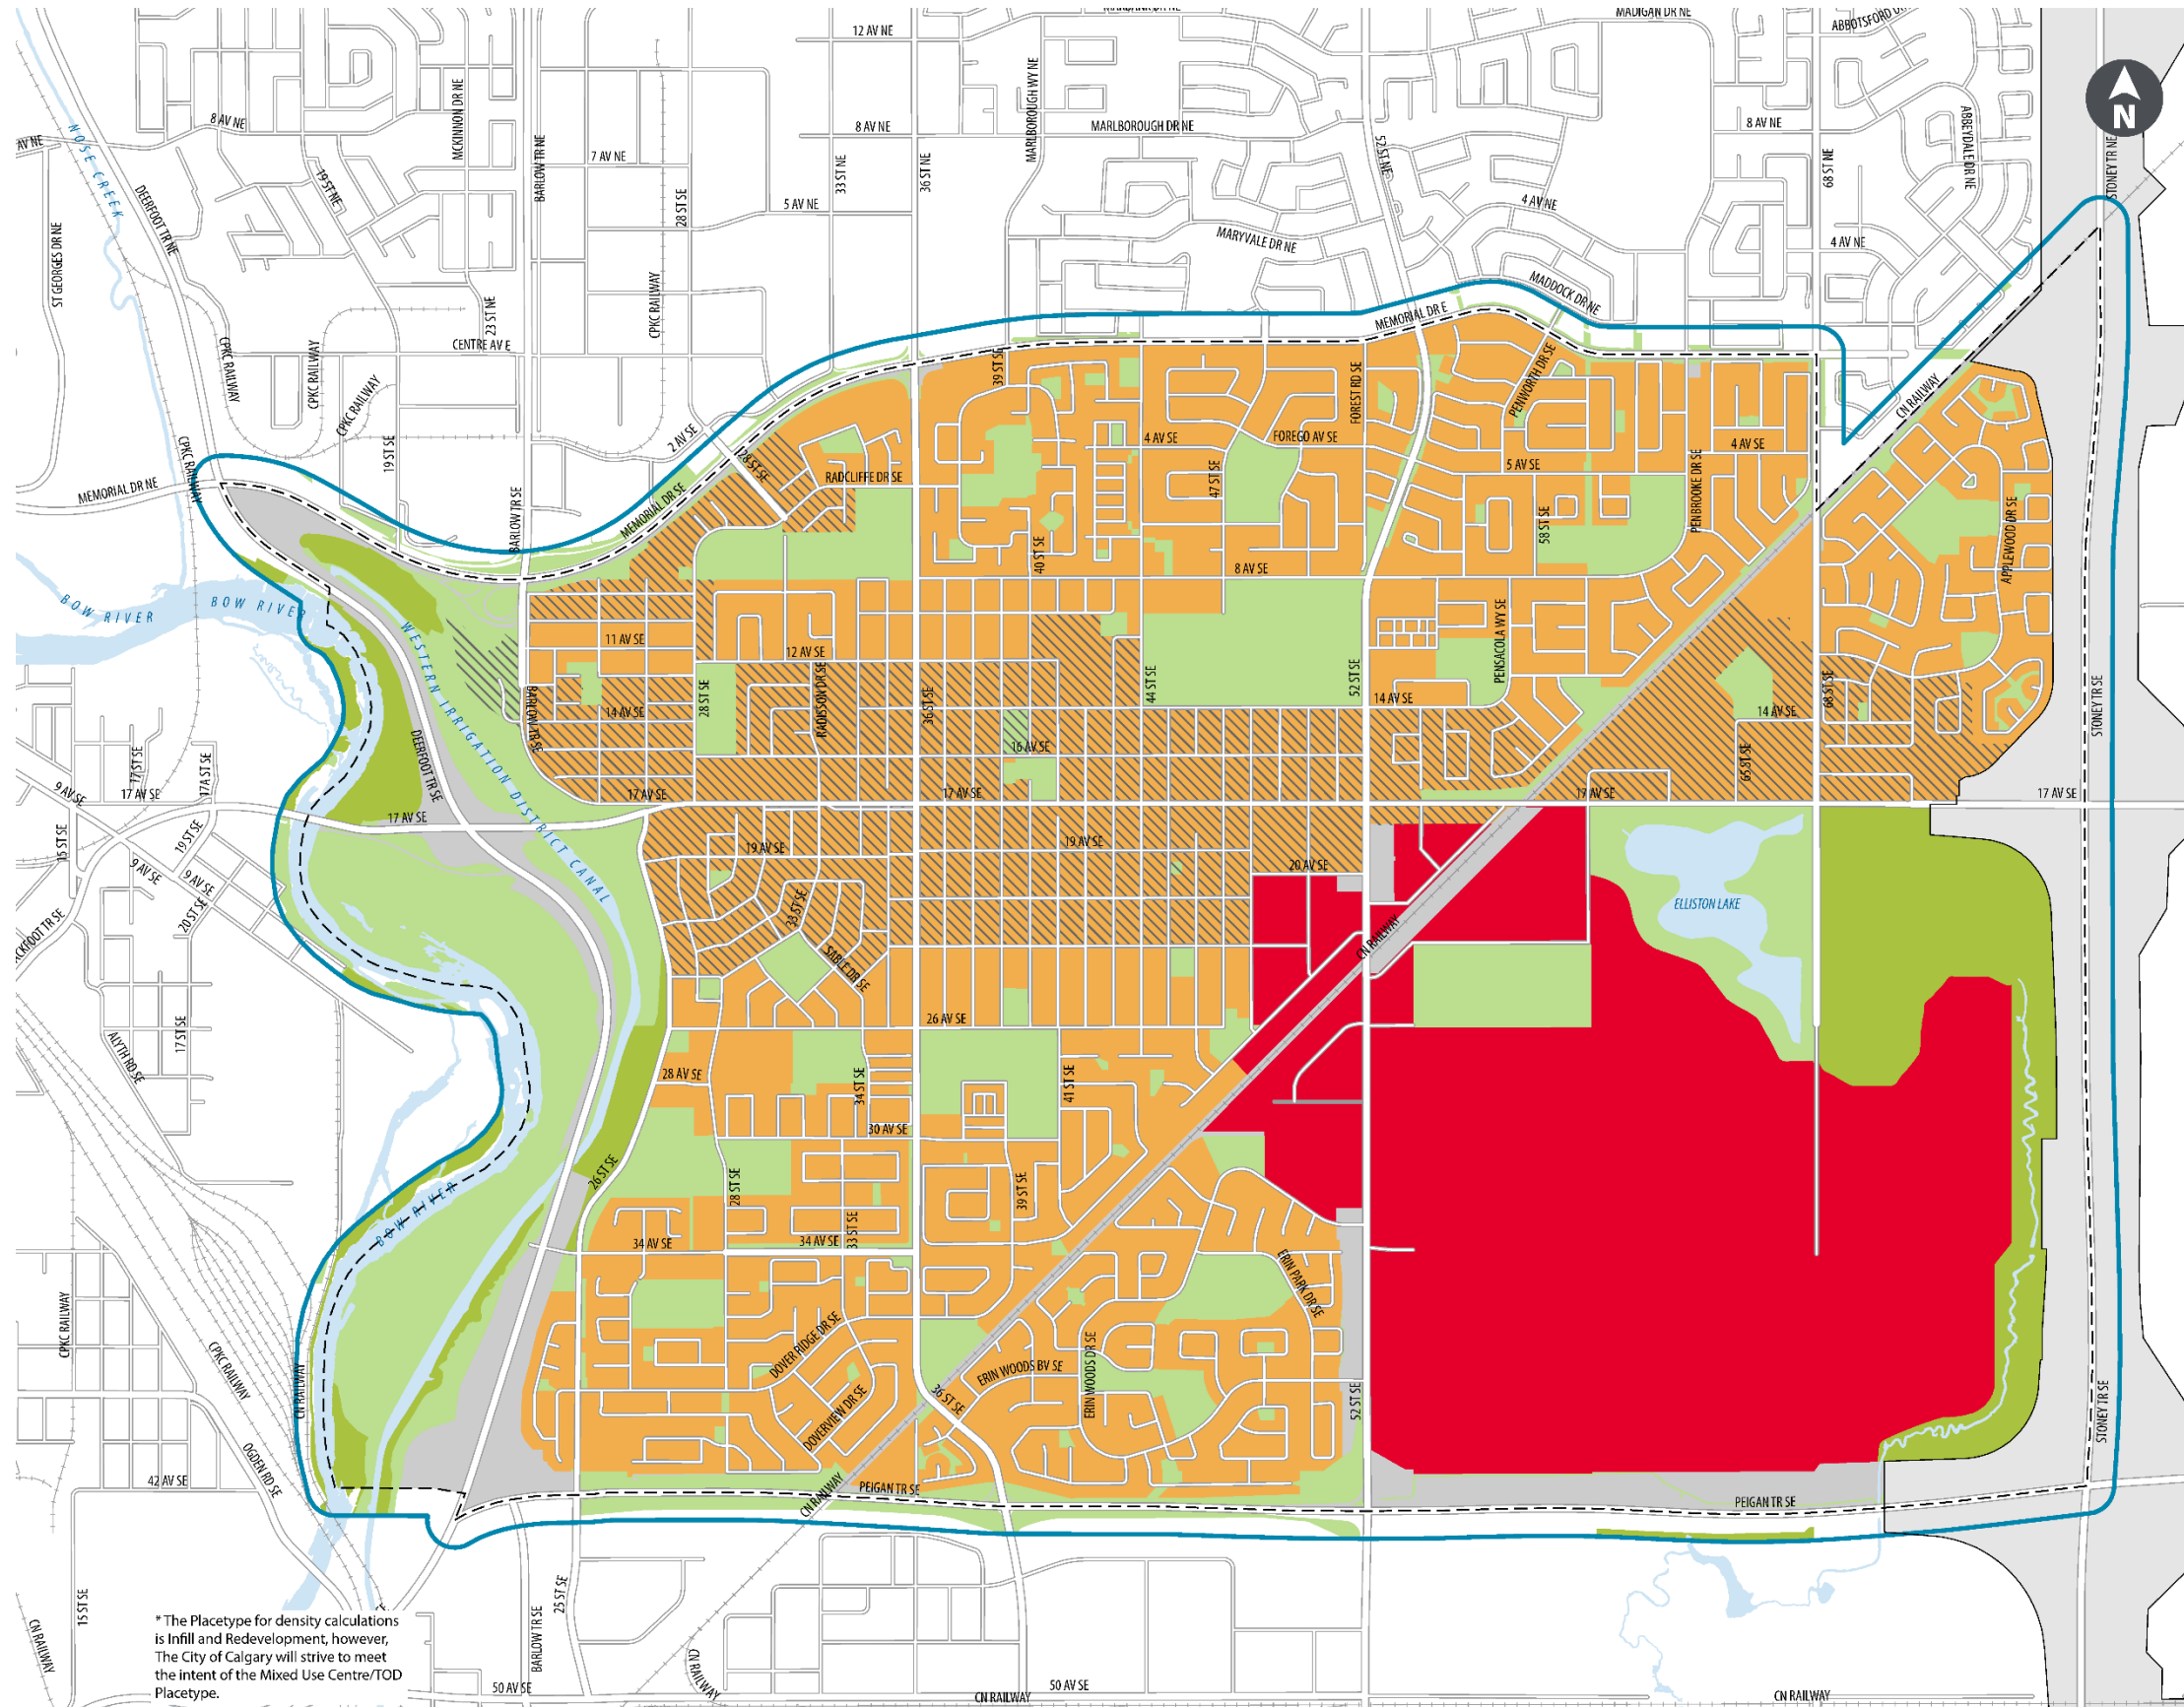 MADIGAN DR NE
ABBOTSFORD
12 AV NE
MCKINNON DR NE
MARLBOROUGH WY NE
N
8 AV NE
AV NE
NOSE CREEK
8 AV NE
MARLBOROUGH DR NE
8 AV NE
ABBEYDALE DR NE
BARLOW TR NE
7 AV NE
33 ST NE
36 ST NE
52 ST NE
68 ST NE
STONEY TR NE
19 ST NE
DEERFOOT TR NE
28 ST SE
5 AV NE
4 AV NE
ST GEORGES DR NE
MARYVALE DR NE
4 AV NE
CPKC RAILWAY
MADDOCK DR NE
23 ST NE
MEMORIAL DR E
CENTRE AV E
CPKC RAILWAY
CPKC RAILWAY
CPKC RAILWAY
39 ST SE
FOREST RD SE
PENWORTH DR SE
CN RAILWAY
19 ST SE
2 AV SE
4 AV SE
FOREGO AV SE
4 AV SE
CPKC RAILWAY
28 ST SE
RADCLIFFE DR SE
47 ST SE
5 AV SE
PENBROOKE DR SE
MEMORIAL DR NE
MEMORIAL DR SE
BARLOW TR SE
58 ST SE
APPLEWOOD DR SE
40 ST SE
8 AV SE
BOW RIVER
BOW RIVER
11 AV SE
12 AV SE
PENSACOLA WY SE
WESTERN IRRIGATION DISTRICT CANAL
BARLOW TR SE
28 ST SE
RADISSON DR SE
36 ST SE
44 ST SE
52 ST SE
14 AV SE
68 ST SE
STONEY TR SE
14 AV SE
14 AV SE
16 AV SE
65 ST SE
DEERFOOT TR SE
17 ST SE
17A ST SE
9 AV SE
17 AV SE
17 AV SE
17 AV SE
17 AV SE
17 AV SE
17 AV SE
15 ST SE
19 ST SE
19 AV SE
19 AV SE
20 AV SE
9 AV SE
9 AV SE
20 ST SE
33 ST SE
ELLISTON LAKE
SABLE DR SE
CN RAILWAY
17 ST SE
26 AV SE
ALYTH RD SE
28 AV SE
34 ST SE
41 ST SE
30 AV SE
26 ST SE
28 ST SE
39 ST SE
BOW RIVER
33 ST SE
34 AV SE
34 AV SE
ERIN PARK DR SE
CPKC RAILWAY
CPKC RAILWAY
DOVER RIDGE DR SE
ERIN WOODS BV SE
ERIN WOODS DR SE
CN RAILWAY
36 ST SE
52 ST SE
STONEY TR SE
DOVERVIEW DR SE
OGDEN RD SE
42 AV SE
CN RAILWAY
PEIGAN TR SE
PEIGAN TR SE
15 ST SE
25 ST SE
BARLOW TR SE
CN RAILWAY
CN RAILWAY
* The Placetype for density calculations
is Infill and Redevelopment, however,
The City of Calgary will strive to meet
the intent of the Mixed Use Centre/TOD
Placetype.
50 AV SE
50 AV SE
CN RAILWAY
CN RAILWAY